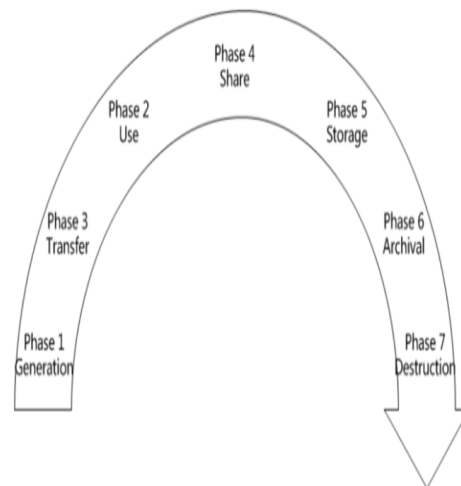 Phase 4
Share
Phase 2
Use
Phase 5
Storage
Phase 3
Transfer
Phase 6
Archival
Phase 1
Generation
Phase 7
Destruction